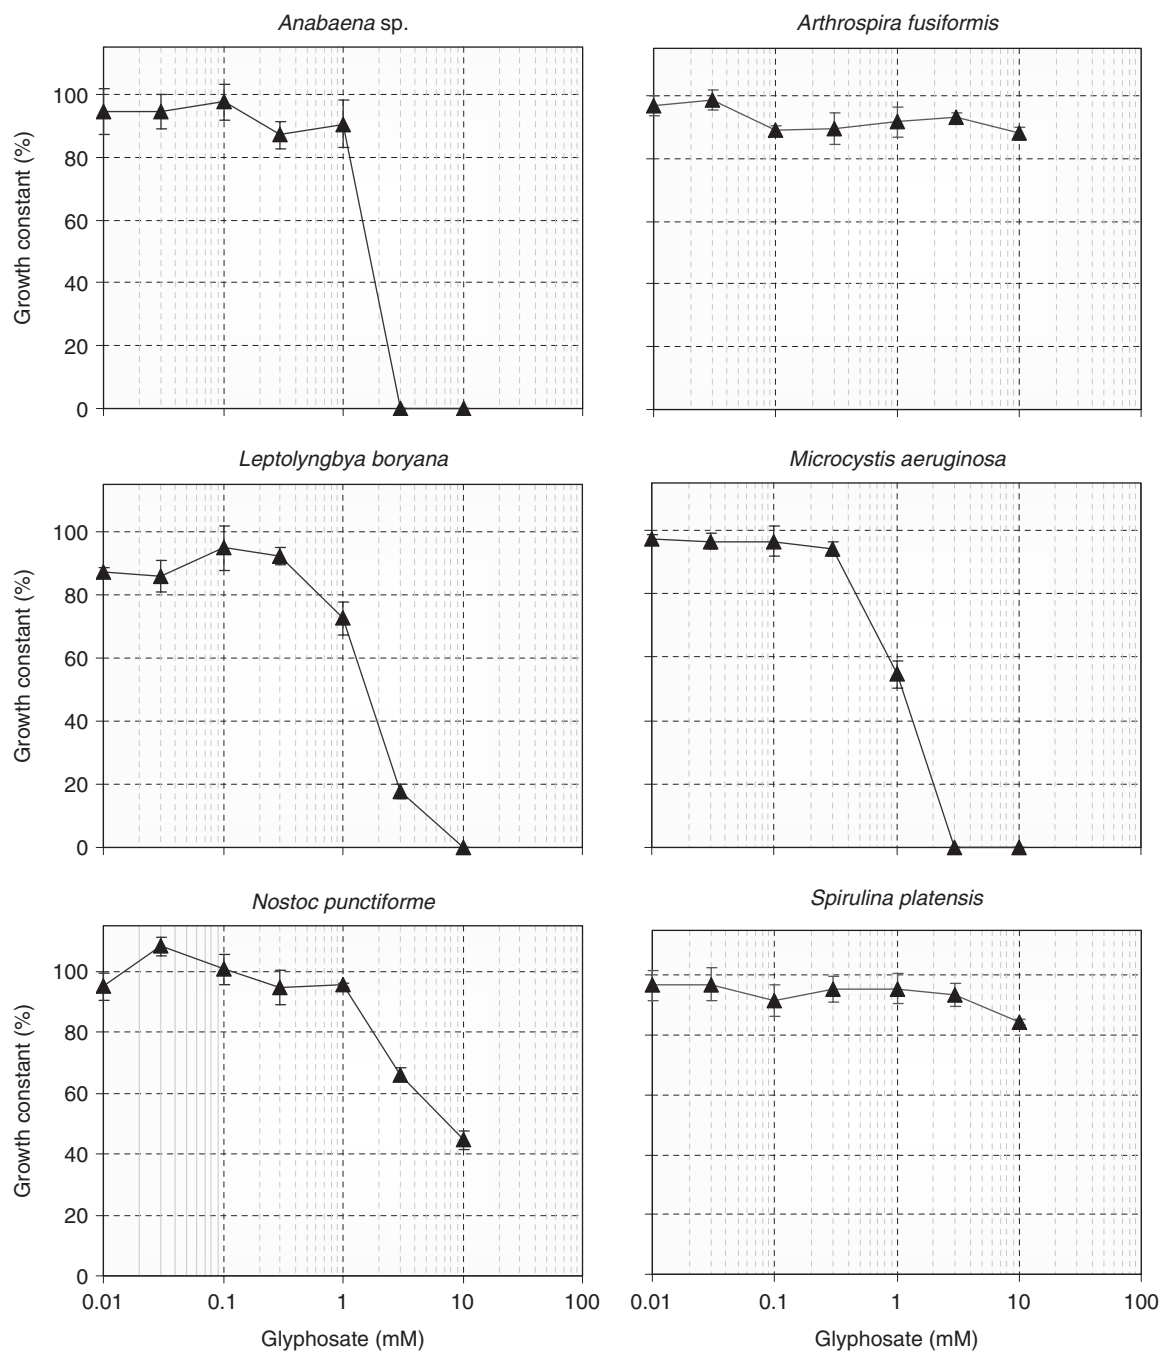 Anabaena sp.
Arthrospira fusiformis
Growth constant (%)
100
80
60
40
20
0
Leptolyngbya boryana
Microcystis aeruginosa
Growth constant (%)
100
80
60
40
20
0
Nostoc punctiforme
Spirulina platensis
Growth constant (%)
100
80
60
40
20
0
0.01 0.1 1 10 100
0.01 0.1 1 10 100
Glyphosate (mM)
Glyphosate (mM)